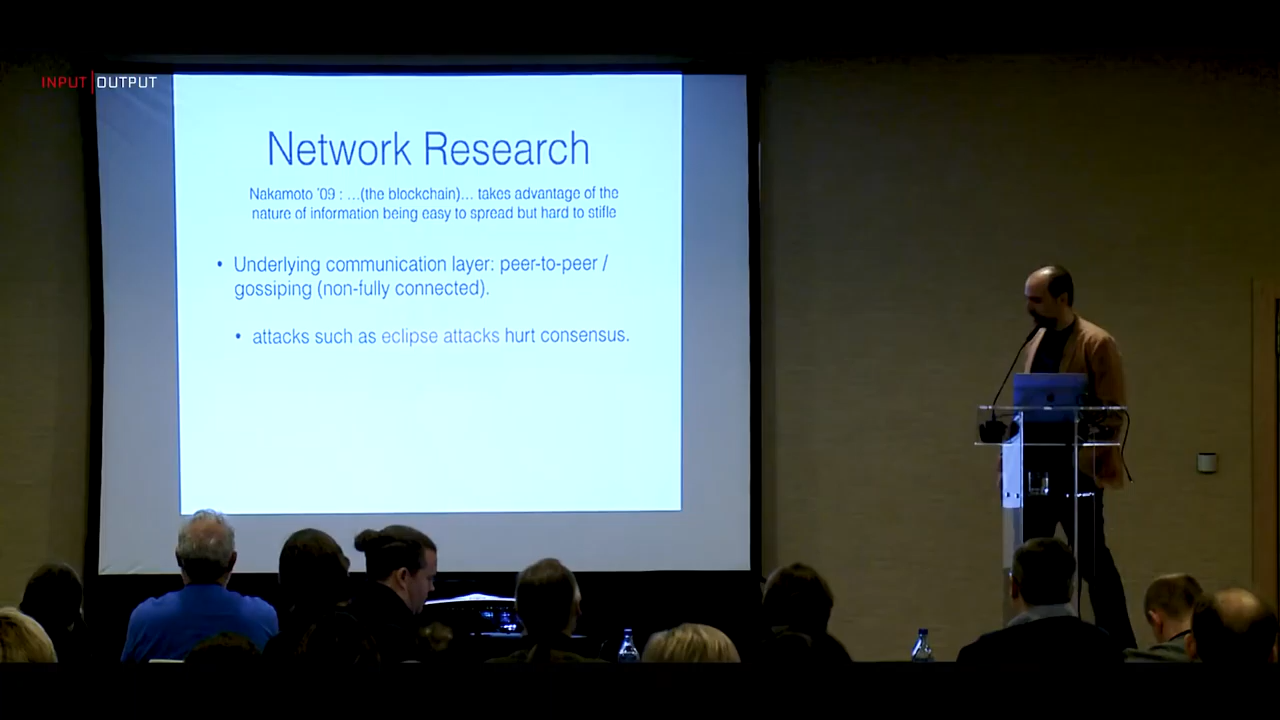 INPUT|OUTPUT
Network Research
Nakamoto '09 : ...(the blockchain)... takes advantage of the
nature of information being easy to spread but hard to stifle
• Underlying communication layer: peer-to-peer /
gossiping (non-fully connected).
• attacks such as eclipse attacks hurt consensus.